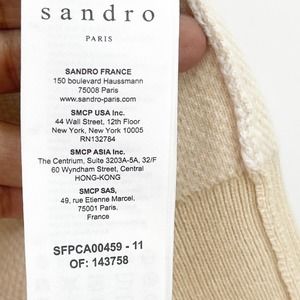 sandro
PARIS
SANDRO FRANCE
150 boulevard Haussmann
75008 Paris
www.sandro-paris.com
SMCP USA Inc.
44 Wall Street, 12th Floor
New York, New York 10005
RN132784
SMCP ASIA Inc.
The Centrium, Suite 3203A-5A, 32/F
60 Wyndham Street, Central
HONG-KONG
SMCP SAS,
49, rue Etienne Marcel,
75001 Paris,
France
SFPCA00459 - 11
OF: 143758